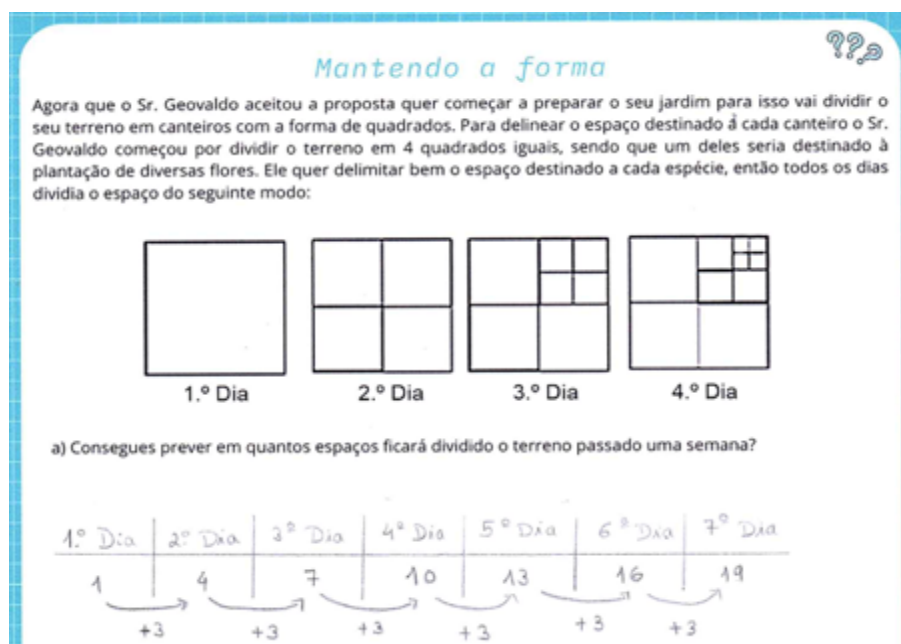 Mantendo a forma
Agora que o Sr. Geovaldo aceitou a proposta quer começar a preparar o seu jardim para isso vai dividir o
seu terreno em canteiros com a forma de quadrados. Para delinear o espaço destinado á cada canteiro o Sr.
Geovaldo começou por dividir o terreno em 4 quadrados iguais, sendo que um deles seria destinado à
plantação de diversas flores. Ele quer delimitar bem o espaço destinado a cada espécie, então todos os dias
dividia o espaço do seguinte modo:
1.º Dia 2.º Dia 3.º Dia 4.º Dia
a) Consegues prever em quantos espaços ficará dividido o terreno passado uma semana?
1.º Dia 2.º Dia 3º Dia 4º Dia 5º Dia 6º Dia 7º Dia
1 4 7 10 13 16 19
+3 +3 +3 +3 +3 +3